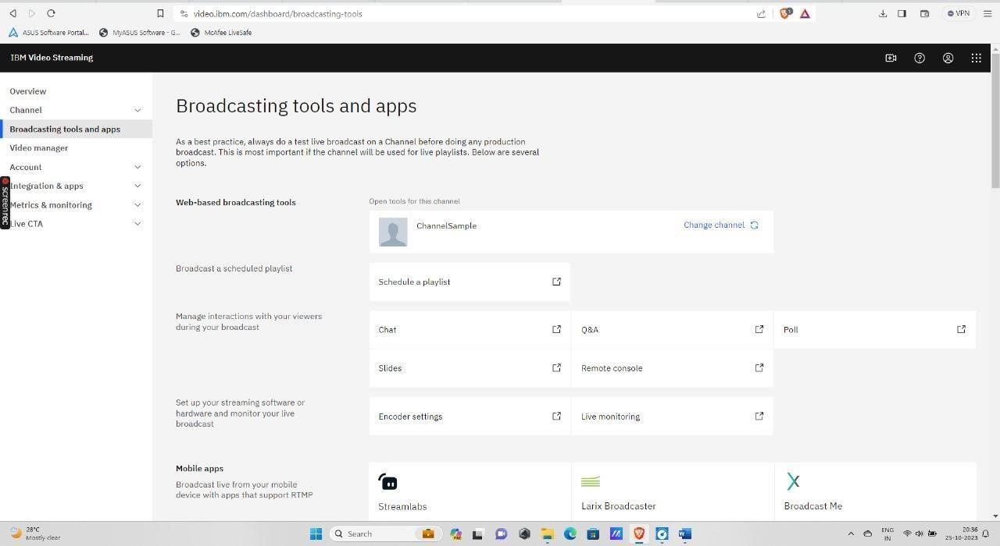 video.ibm.com/dashboard/broadcasting-tools
1
VPN
ASUS Software Portal...
MyASUS Software - G...
McAfee LiveSafe
IBM Video Streaming
Overview
Channel
Broadcasting tools and apps
Video manager
Account
Integration & apps
Metrics & monitoring
Live CTA
screenrec
Broadcasting tools and apps
As a best practice, always do a test live broadcast on a Channel before doing any production
broadcast. This is most important if the channel will be used for live playlists. Below are several
options.
Web-based broadcasting tools
Open tools for this channel
ChannelSample
Change channel
Broadcast a scheduled playlist
Schedule a playlist
Manage interactions with your viewers
during your broadcast
Chat
Q&A
Poll
Slides
Remote console
Set up your streaming software or
hardware and monitor your live
broadcast
Encoder settings
Live monitoring
Mobile apps
Broadcast live from your mobile
device with apps that support RTMP
Streamlabs
Larix Broadcaster
Broadcast Me
28°C
Mostly clear
Search
ENG
IN
20:36
25-10-2023